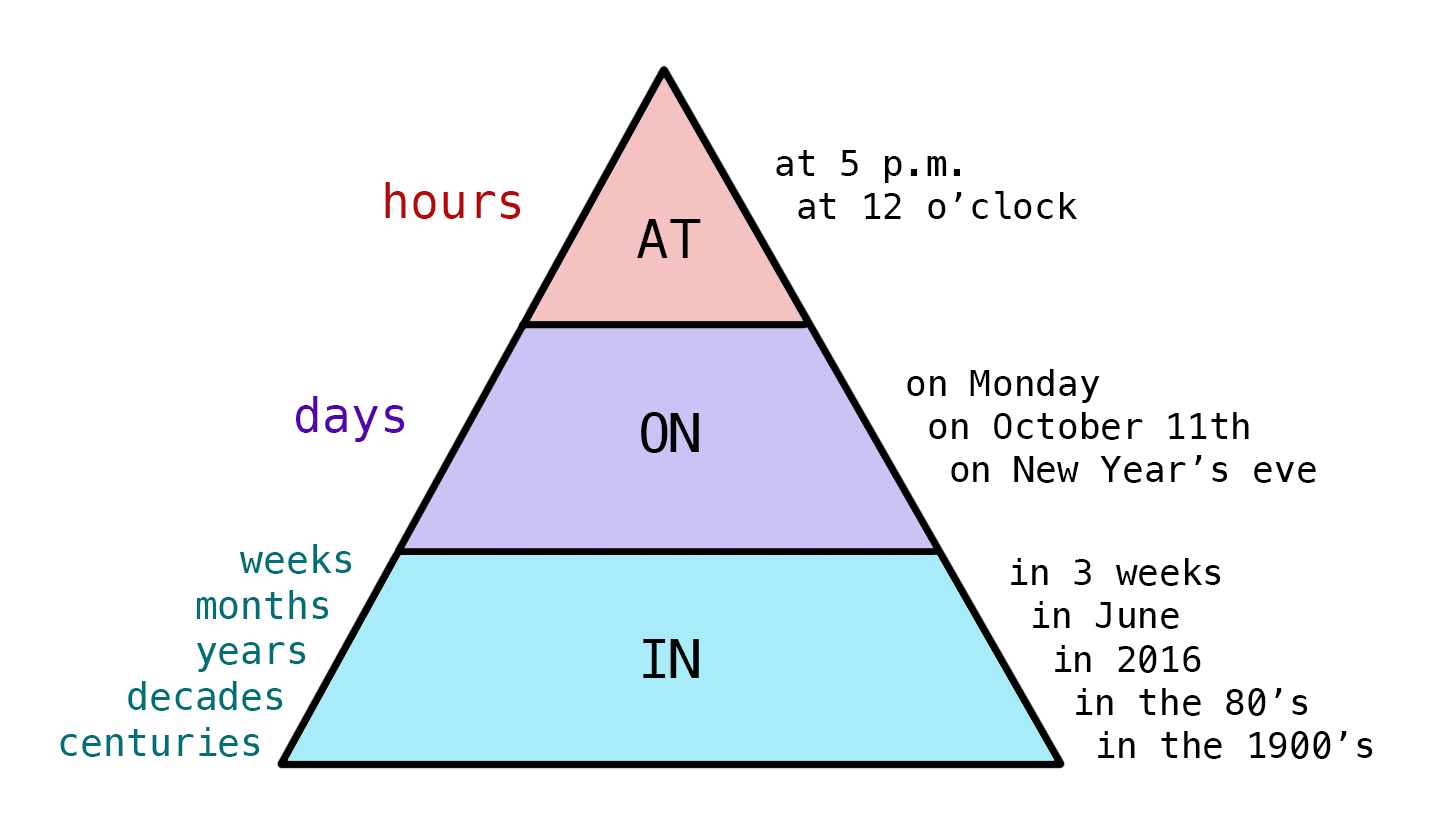 hours
AT
at 5 p.m.
at 12 o’clock
days
ON
on Monday
on October 11th
on New Year’s eve
weeks
months
years
decades
centuries
IN
in 3 weeks
in June
in 2016
in the 80’s
in the 1900’s